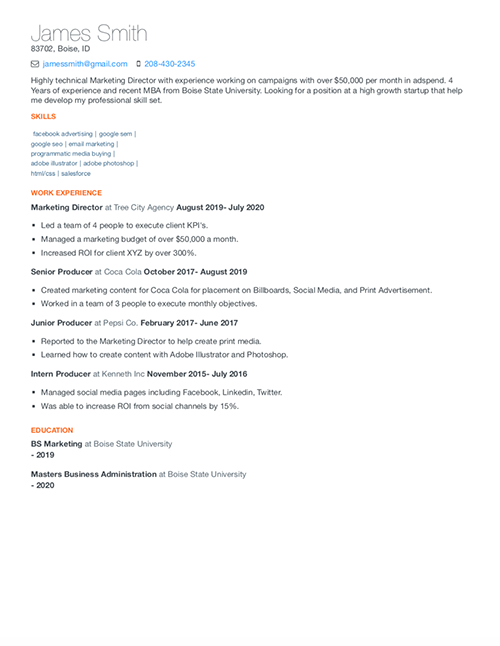 James Smith
83702, Boise, ID
jamessmith@gmail.com 208-430-2345
Highly technical Marketing Director with experience working on campaigns with over $50,000 per month in adspend. 4
Years of experience and recent MBA from Boise State University. Looking for a position at a high growth startup that help
me develop my professional skill set.
SKILLS
facebook advertising | google sem |
google seo | email marketing |
programmatic media buying |
adobe illustrator | adobe photoshop |
html/css | salesforce
WORK EXPERIENCE
Marketing Director at Tree City Agency August 2019- July 2020
• Led a team of 4 people to execute client KPI's.
• Managed a marketing budget of over $50,000 a month.
• Increased ROI for client XYZ by over 300%.
Senior Producer at Coca Cola October 2017- August 2019
• Created marketing content for Coca Cola for placement on Billboards, Social Media, and Print Advertisement.
• Worked in a team of 3 people to execute monthly objectives.
Junior Producer at Pepsi Co. February 2017- June 2017
• Reported to the Marketing Director to help create print media.
• Learned how to create content with Adobe Illustrator and Photoshop.
Intern Producer at Kenneth Inc November 2015- July 2016
• Managed social media pages including Facebook, Linkedin, Twitter.
• Was able to increase ROI from social channels by 15%.
EDUCATION
BS Marketing at Boise State University
- 2019
Masters Business Administration at Boise State University
- 2020